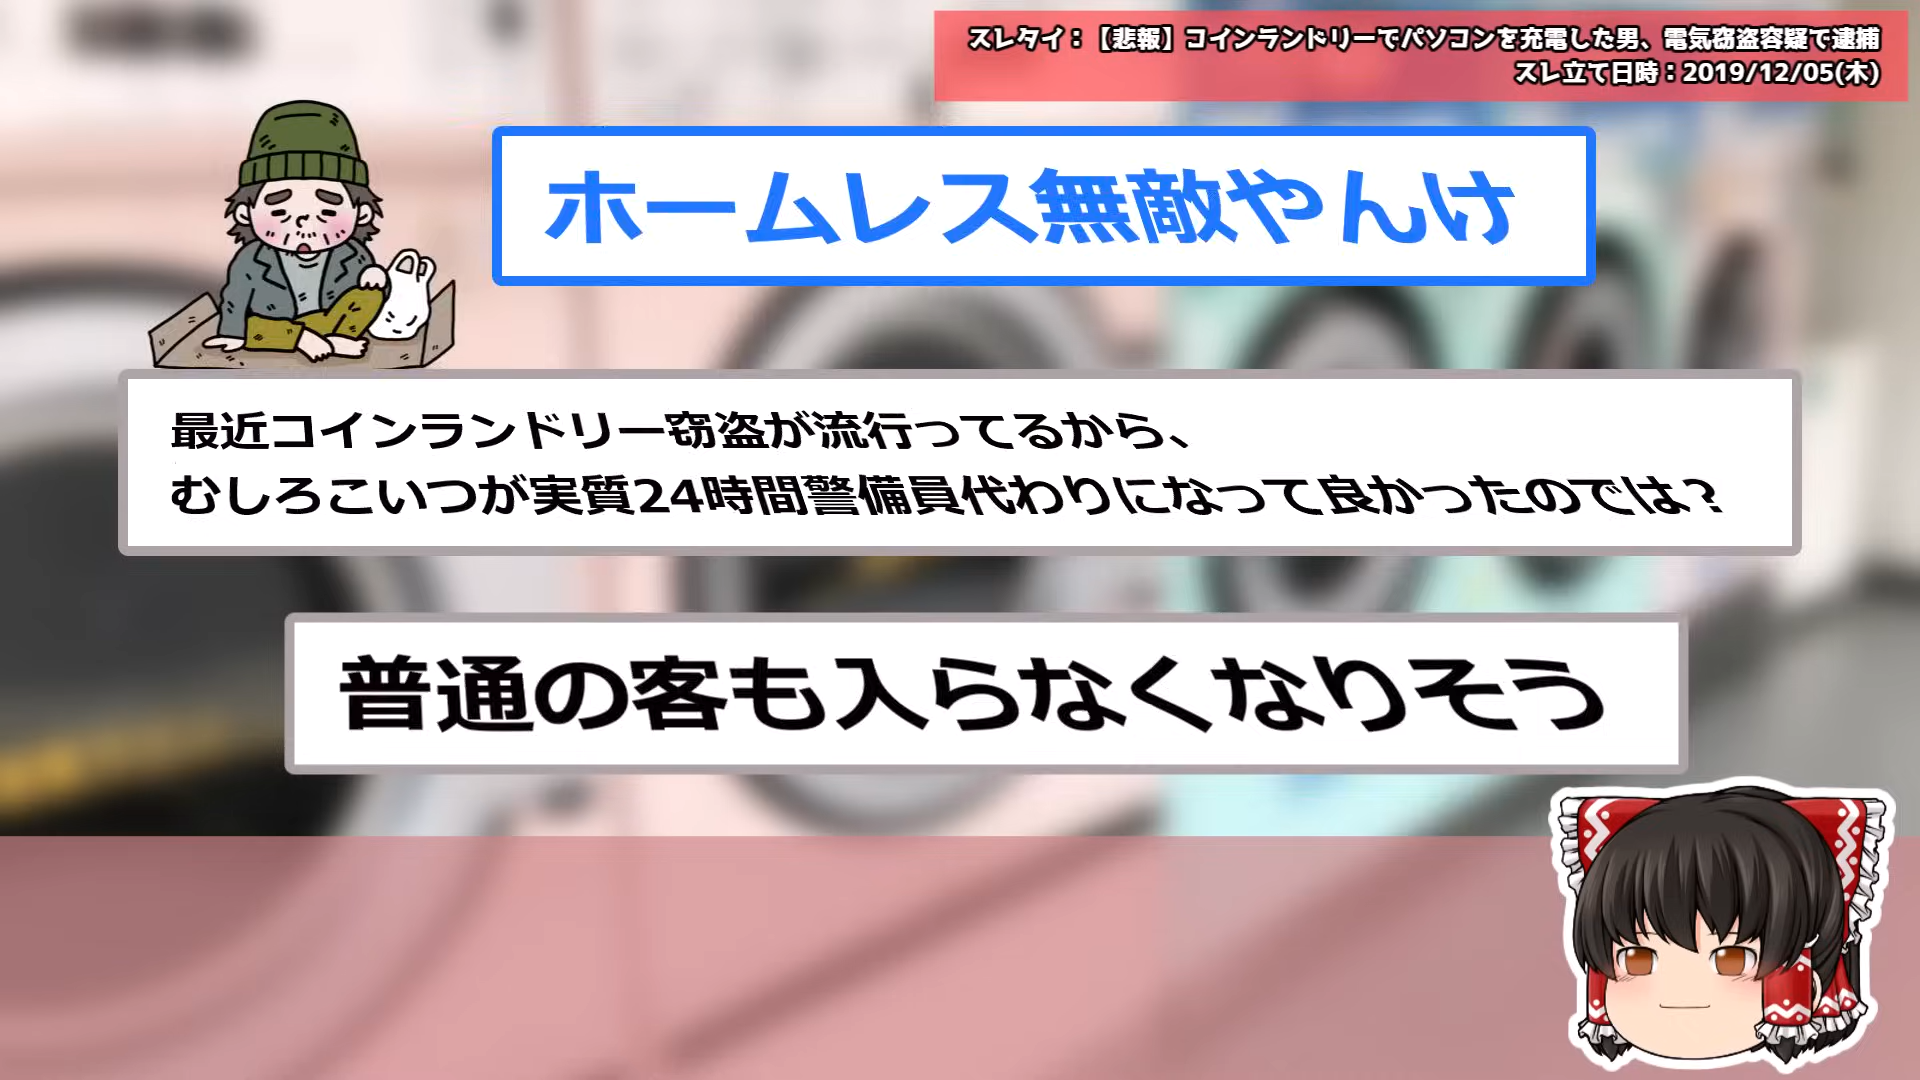 スレタイ：【悲報】コインランドリーでパソコンを充電した男、電気窃盗容疑で逮捕
スレ立て日時：2019/12/05(木)
ホームレス無敵やんけ
最近コインランドリー窃盗が流行ってるから、
むしろこいつが実質24時間警備員代わりになって良かったのでは？
普通の客も入らなくなりそう